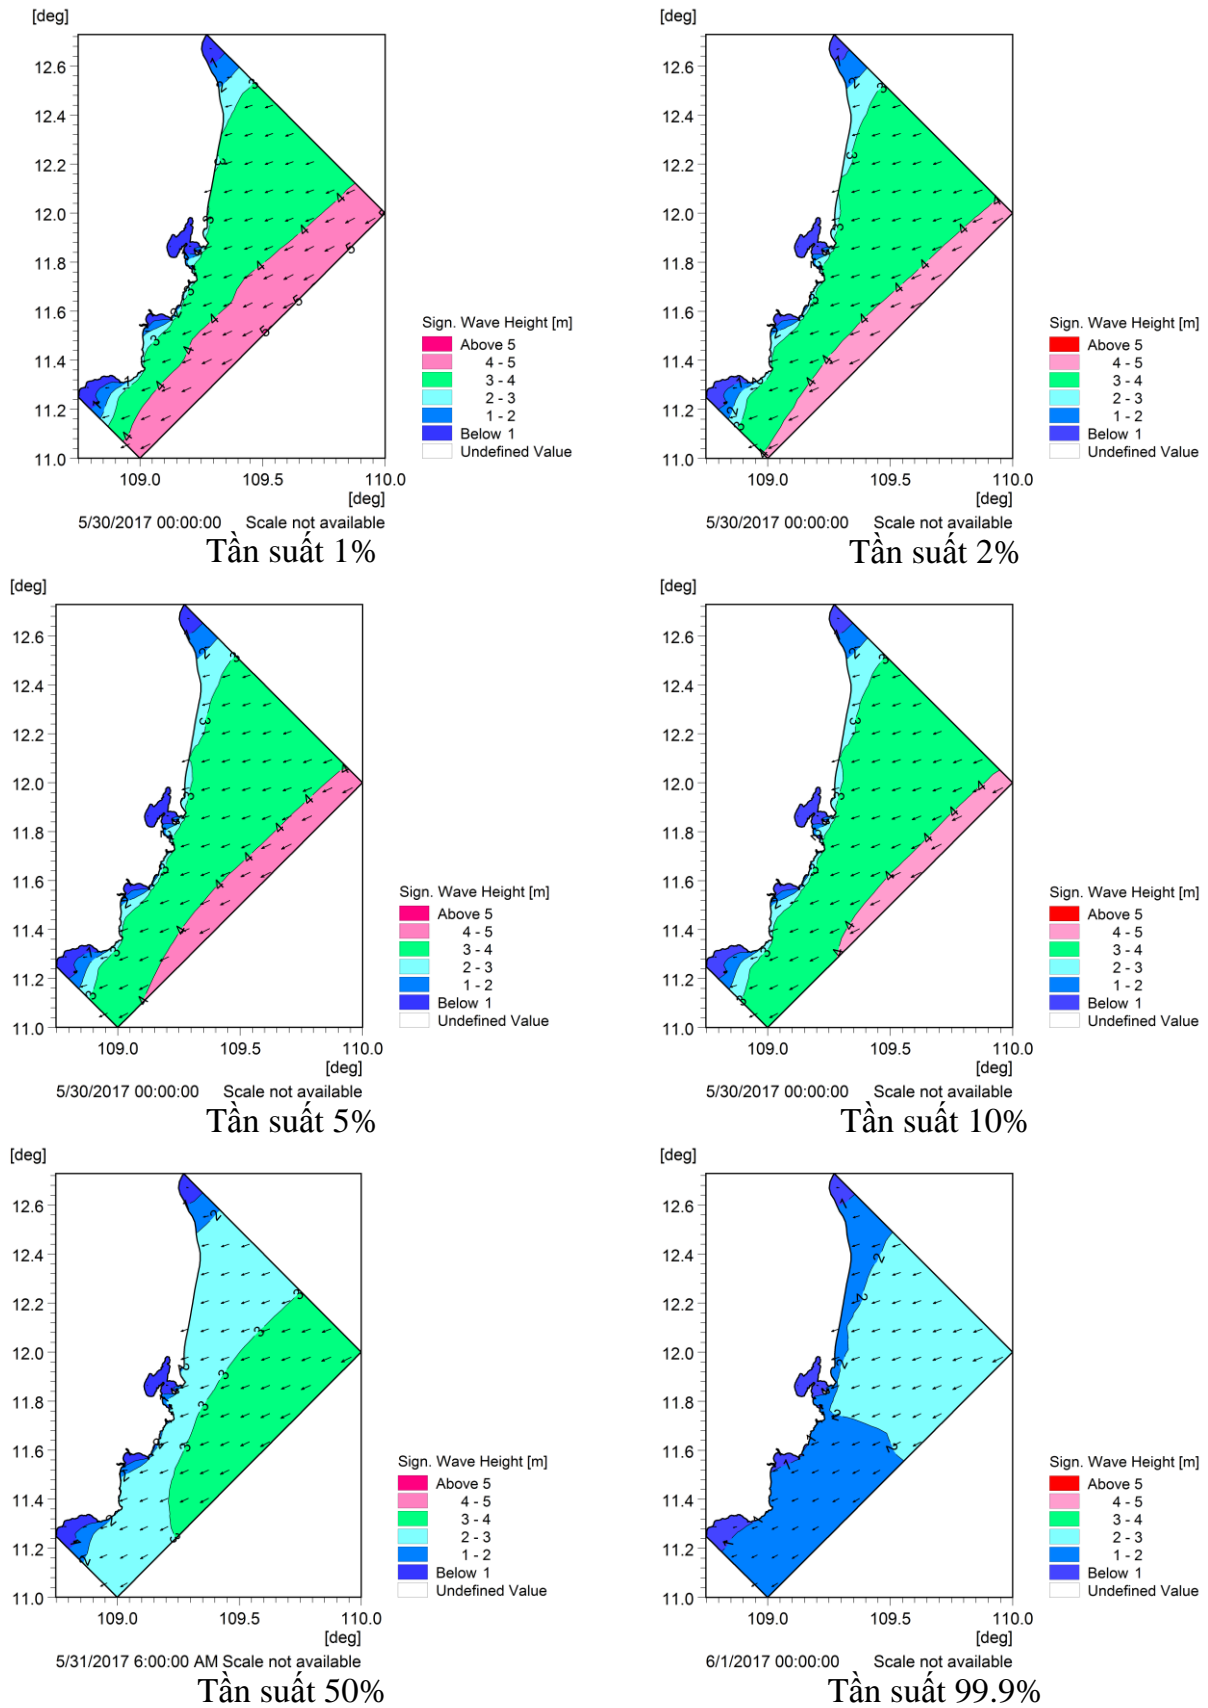 [deg]
12.6
12.4
12.2
12.0
11.8
11.6
11.4
11.2
11.0
109.0 109.5 110.0
[deg]
Sign. Wave Height [m]
Above 5
4 - 5
3 - 4
2 - 3
1 - 2
Below 1
Undefined Value
5/30/2017 00:00:00 Scale not available
Tần suất 1%
[deg]
12.6
12.4
12.2
12.0
11.8
11.6
11.4
11.2
11.0
109.0 109.5 110.0
[deg]
Sign. Wave Height [m]
Above 5
4 - 5
3 - 4
2 - 3
1 - 2
Below 1
Undefined Value
5/30/2017 00:00:00 Scale not available
Tần suất 2%
[deg]
12.6
12.4
12.2
12.0
11.8
11.6
11.4
11.2
11.0
109.0 109.5 110.0
[deg]
Sign. Wave Height [m]
Above 5
4 - 5
3 - 4
2 - 3
1 - 2
Below 1
Undefined Value
5/30/2017 00:00:00 Scale not available
Tần suất 5%
[deg]
12.6
12.4
12.2
12.0
11.8
11.6
11.4
11.2
11.0
109.0 109.5 110.0
[deg]
Sign. Wave Height [m]
Above 5
4 - 5
3 - 4
2 - 3
1 - 2
Below 1
Undefined Value
5/30/2017 00:00:00 Scale not available
Tần suất 10%
[deg]
12.6
12.4
12.2
12.0
11.8
11.6
11.4
11.2
11.0
109.0 109.5 110.0
[deg]
Sign. Wave Height [m]
Above 5
4 - 5
3 - 4
2 - 3
1 - 2
Below 1
Undefined Value
5/31/2017 6:00:00 AM Scale not available
Tần suất 50%
[deg]
12.6
12.4
12.2
12.0
11.8
11.6
11.4
11.2
11.0
109.0 109.5 110.0
[deg]
Sign. Wave Height [m]
Above 5
4 - 5
3 - 4
2 - 3
1 - 2
Below 1
Undefined Value
6/1/2017 00:00:00 Scale not available
Tần suất 99.9%